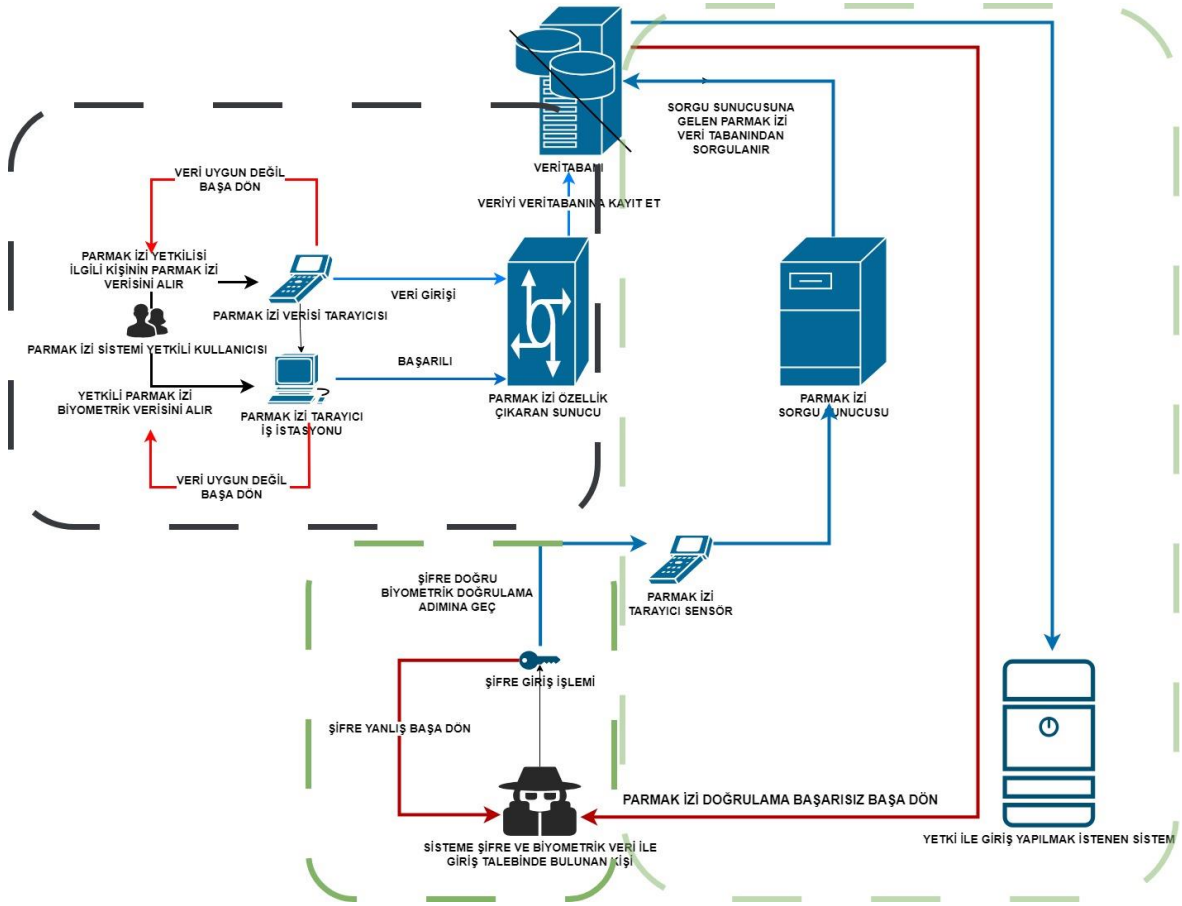 VERİTABANI
SORGU SUNUCUSUNA
GELEN PARMAK İZİ
VERİ TABANINDAN
SORGULANIR
VERİ UYGUN DEĞİL
BAŞA DÖN
VERİYİ VERİTABANINA KAYIT ET
PARMAK İZİ YETKİLİSİ
İLGİLİ KİŞİNİN PARMAK İZİ
VERİSİNİ ALIR
VERİ GİRİŞİ
PARMAK İZİ VERİSİ TARAYICISI
PARMAK İZİ SİSTEMİ YETKİLİ KULLANICISI
BAŞARILI
YETKİLİ PARMAK İZİ
BİYOMETRİK VERİSİNİ ALIR
PARMAK İZİ TARAYICI
İŞ İSTASYONU
PARMAK İZİ ÖZELLİK
ÇIKARAN SUNUCU
PARMAK İZİ
SORGU SUNUCUSU
VERİ UYGUN DEĞİL
BAŞA DÖN
ŞİFRE DOĞRU
BİYOMETRİK DOĞRULAMA
ADIMINA GEÇ
PARMAK İZİ
TARAYICI SENSÖR
ŞİFRE GİRİŞ İŞLEMİ
ŞİFRE YANLIŞ BAŞA DÖN
PARMAK İZİ DOĞRULAMA BAŞARISIZ BAŞA DÖN
SİSTEME ŞİFRE VE BİYOMETRİK VERİ İLE
GİRİŞ TALEBİNDE BULUNAN KİŞİ
YETKİ İLE GİRİŞ YAPILMAK İSTENEN SİSTEM